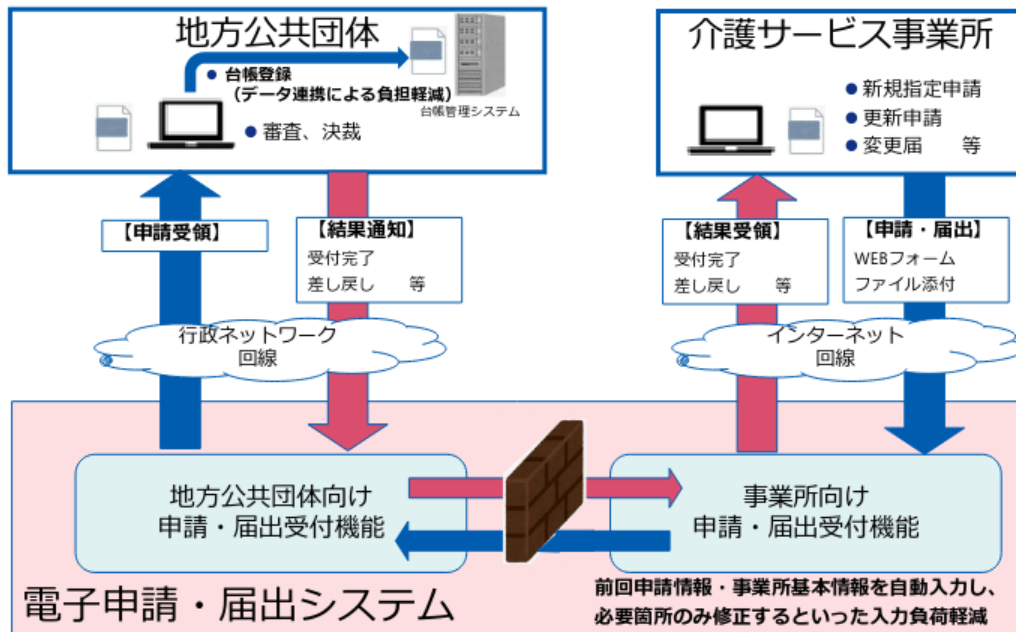 地方公共団体
● 台帳登録
(データ連携による負担軽減)
台帳管理システム
● 審査、決裁
介護サービス事業所
● 新規指定申請
● 更新申請
● 変更届　等
【申請受領】
【結果通知】
受付完了
差し戻し　等
【結果受領】
受付完了
差し戻し　等
【申請・届出】
WEBフォーム
ファイル添付
行政ネットワーク
回線
インターネット
回線
地方公共団体向け
申請・届出受付機能
事業所向け
申請・届出受付機能
電子申請・届出システム
前回申請情報・事業所基本情報を自動入力し、
必要箇所のみ修正するといった入力負荷軽減